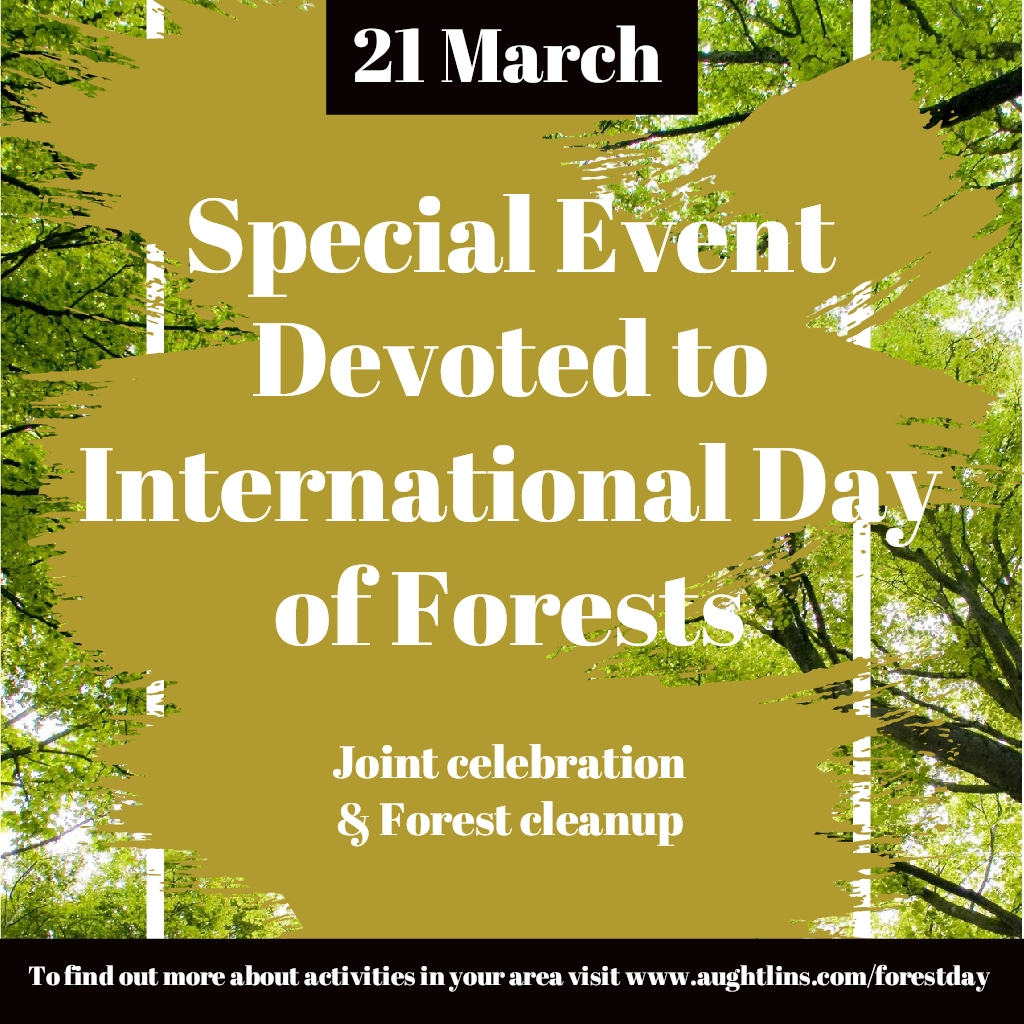 21 March
Special Event
Devoted to
International Day
of Forests
Joint celebration
& Forest cleanup
To find out more about activities in your area visit www.aughtlins.com/forestday